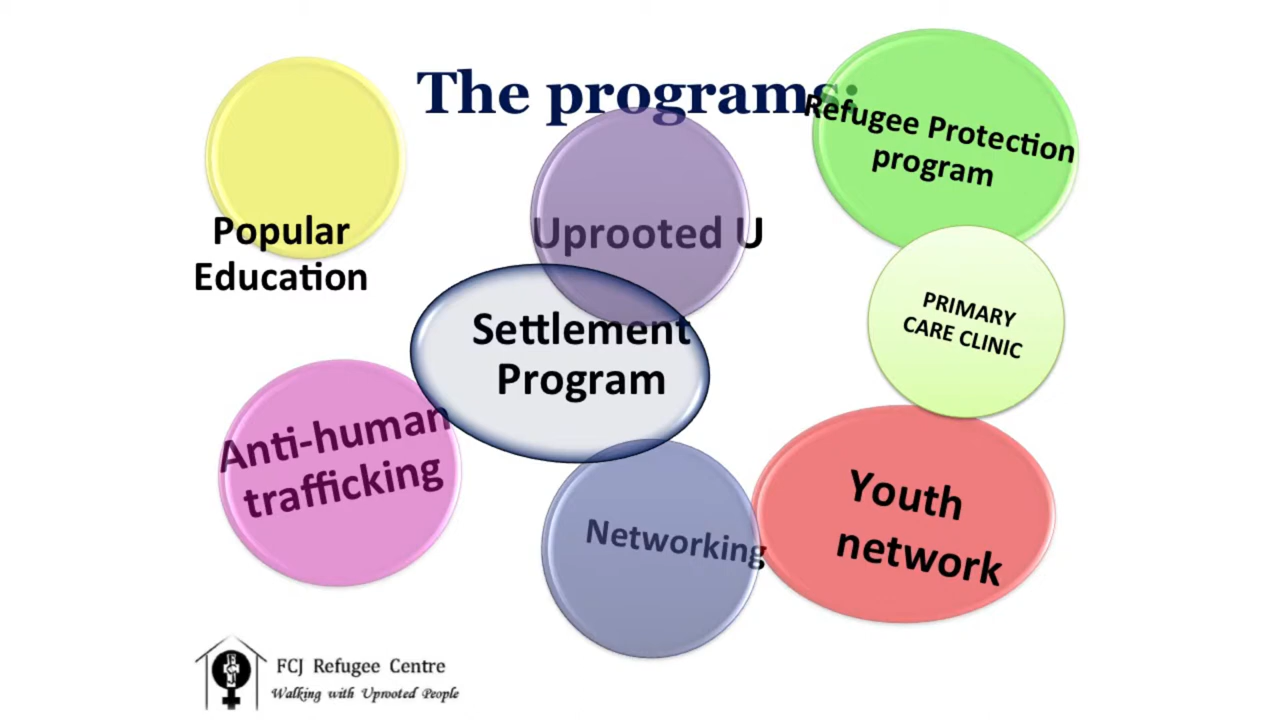 The programs:
Refugee Protection
program
Popular
Education
Uprooted U
PRIMARY
CARE CLINIC
Settlement
Program
Anti-human
trafficking
Youth
network
Networking
FCJ Refugee Centre
Walking with Uprooted People